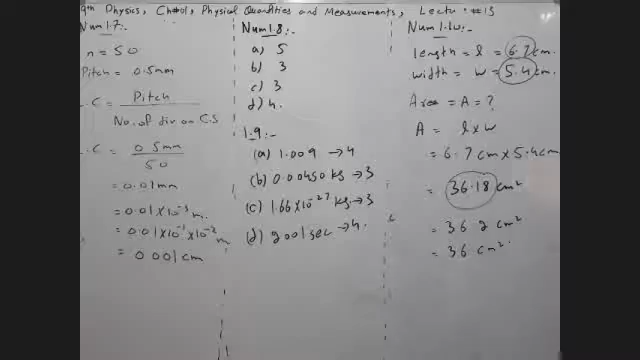 9th Physics, Ch#01, Physical Quantities and Measurements, Lectu #13
Num 1.7:-
n = 50
Pitch = 0.5mm
.C = Pitch
No. of div on C.S
.C = 0.5mm
50
= 0.01mm
= 0.01×10⁻³ m.
= 0.01×10⁻¹×10⁻² m
= 0.001 cm
Num 1.8:-
a) 5
b) 3
c) 3
d) 4.
1.9:-
(a) 1.009 → 4
(b) 0.00450 kg → 3
(c) 1.66×10⁻²⁷ kg → 3
(d) 2001 sec → 4.
Num 1.10:-
length = l = 6.7 cm.
width = w = 5.4 cm.
Area = A = ?
A = l×w
= 6.7 cm × 5.4 cm
= 36.18 cm²
= 36.2 cm²
= 36 cm²